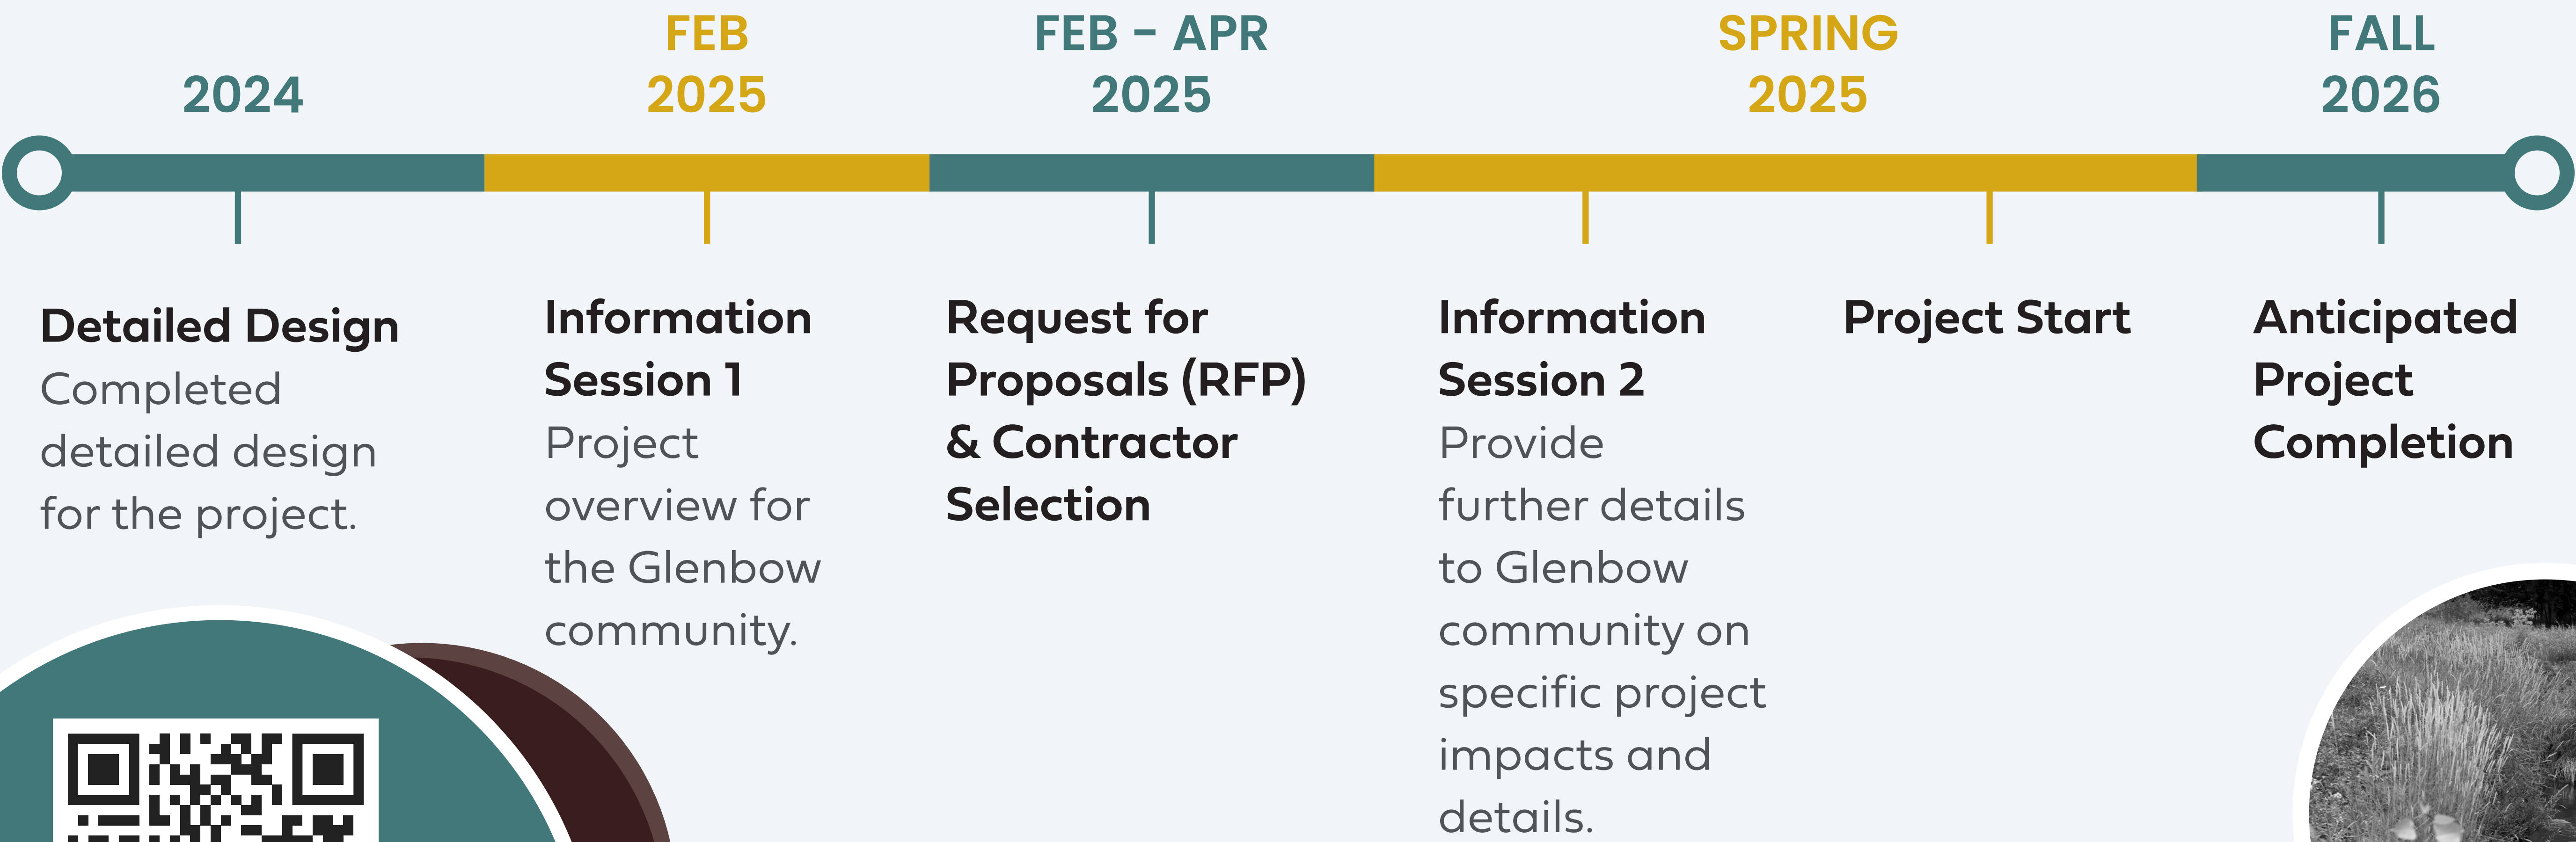 2024
FEB
2025
FEB - APR
2025
SPRING
2025
FALL
2026
Detailed Design
Completed
detailed design
for the project.
Information
Session 1
Project
overview for
the Glenbow
community.
Request for
Proposals (RFP)
& Contractor
Selection
Information
Session 2
Provide
further details
to Glenbow
community on
specific project
impacts and
details.
Project Start
Anticipated
Project
Completion